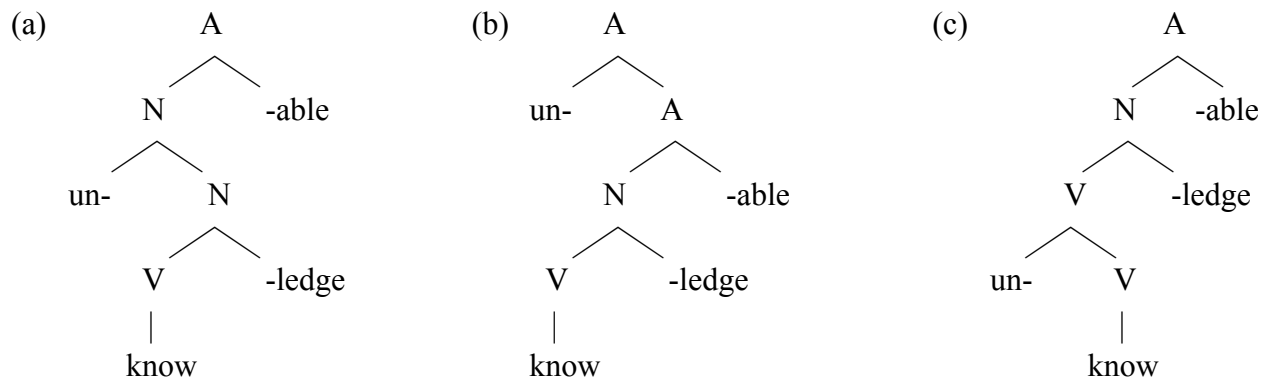 (a) A (b) A (c) A
N -able un- A N -able
un- N N -able V -ledge
V -ledge V -ledge un- V
know know know